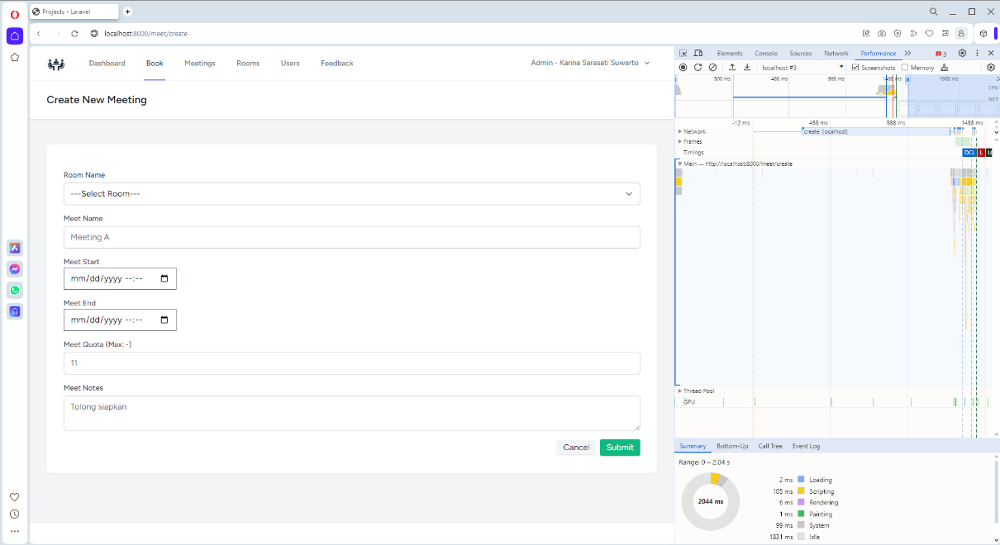 Projects - Laravel
localhost:8000/meet/create
Dashboard
Book
Meetings
Rooms
Users
Feedback
Admin - Karina Sarasati Suwarto
Create New Meeting
Room Name
---Select Room---
Meet Name
Meeting A
Meet Start
mm/dd/yyyy --:--
Meet End
mm/dd/yyyy --:--
Meet Quota (Max: -)
11
Meet Notes
Tolong siapkan
Cancel
Submit
Elements
Console
Sources
Network
Performance
3
localhost #3
Screenshots
Memory
500 ms
488 ms
988 ms
1488 ms
1988 ms
CPU
NET
-12 ms
488 ms
988 ms
1488 ms
Network
create (localhost)
Frames
Timings
DCL
L
Main — http://localhost:8000/meet/create
Thread Pool
GPU
Summary
Bottom-Up
Call Tree
Event Log
Range: 0 – 2.04 s
2044 ms
2 ms Loading
105 ms Scripting
6 ms Rendering
1 ms Painting
99 ms System
1831 ms Idle